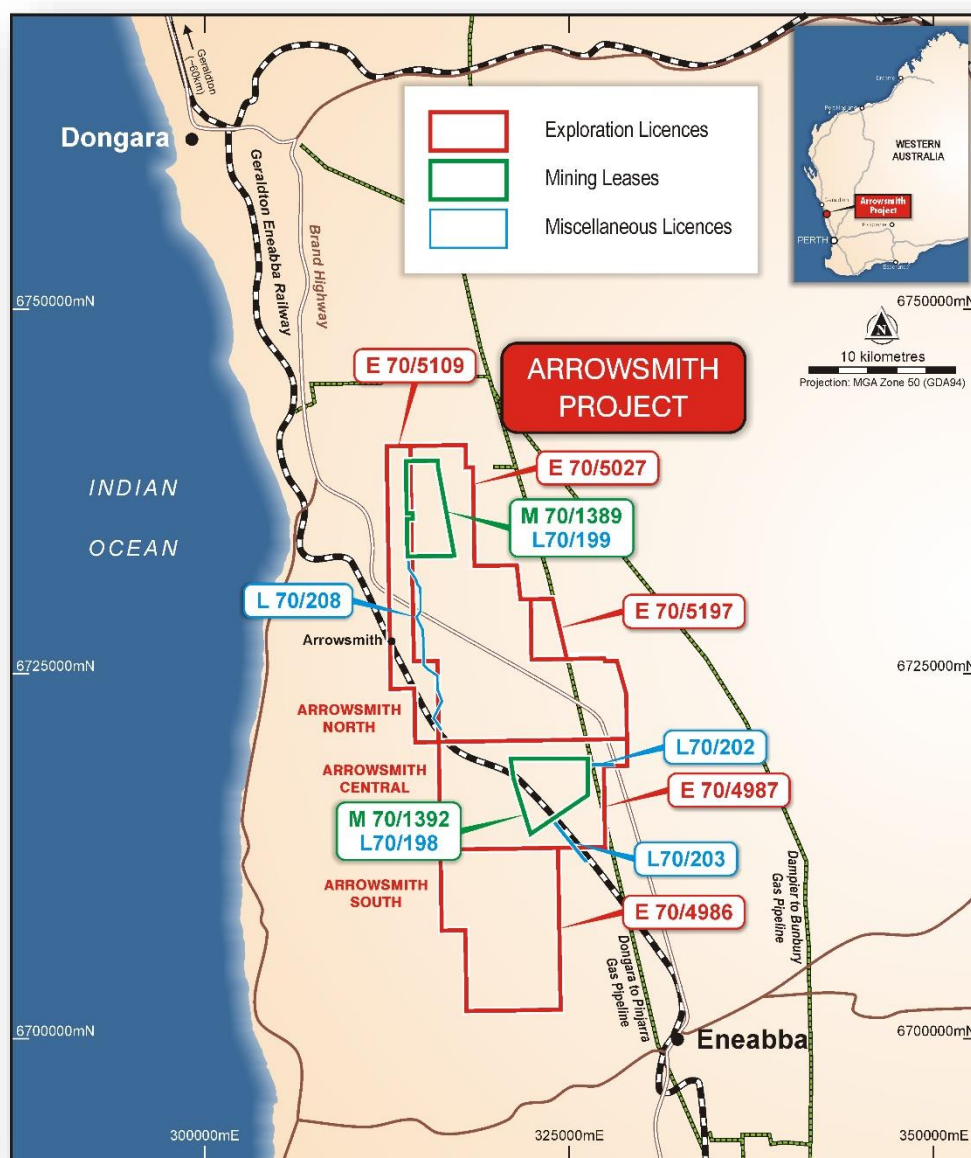 Geraldton
(~60km)
Dongara
Geraldton Eneabba Railway
Brand Highway
Exploration Licences
Mining Leases
Miscellaneous Licences
WESTERN
AUSTRALIA
Geraldton
Arrowsmith
Project
Kalgoorlie
PERTH
Esperance
6750000mN
6750000mN
N
10 kilometres
Projection: MGA Zone 50 (GDA94)
E 70/5109
ARROWSMITH
PROJECT
E 70/5027
INDIAN
OCEAN
M 70/1389
L70/199
L 70/208
E 70/5197
Arrowsmith
6725000mN
6725000mN
ARROWSMITH
NORTH
L70/202
ARROWSMITH
CENTRAL
E 70/4987
M 70/1392
L70/198
L70/203
ARROWSMITH
SOUTH
E 70/4986
Dampier to Bunbury
Gas Pipeline
Dongara to Pinjarra
Gas Pipeline
6700000mN
Eneabba
6700000mN
300000mE
325000mE
350000mE